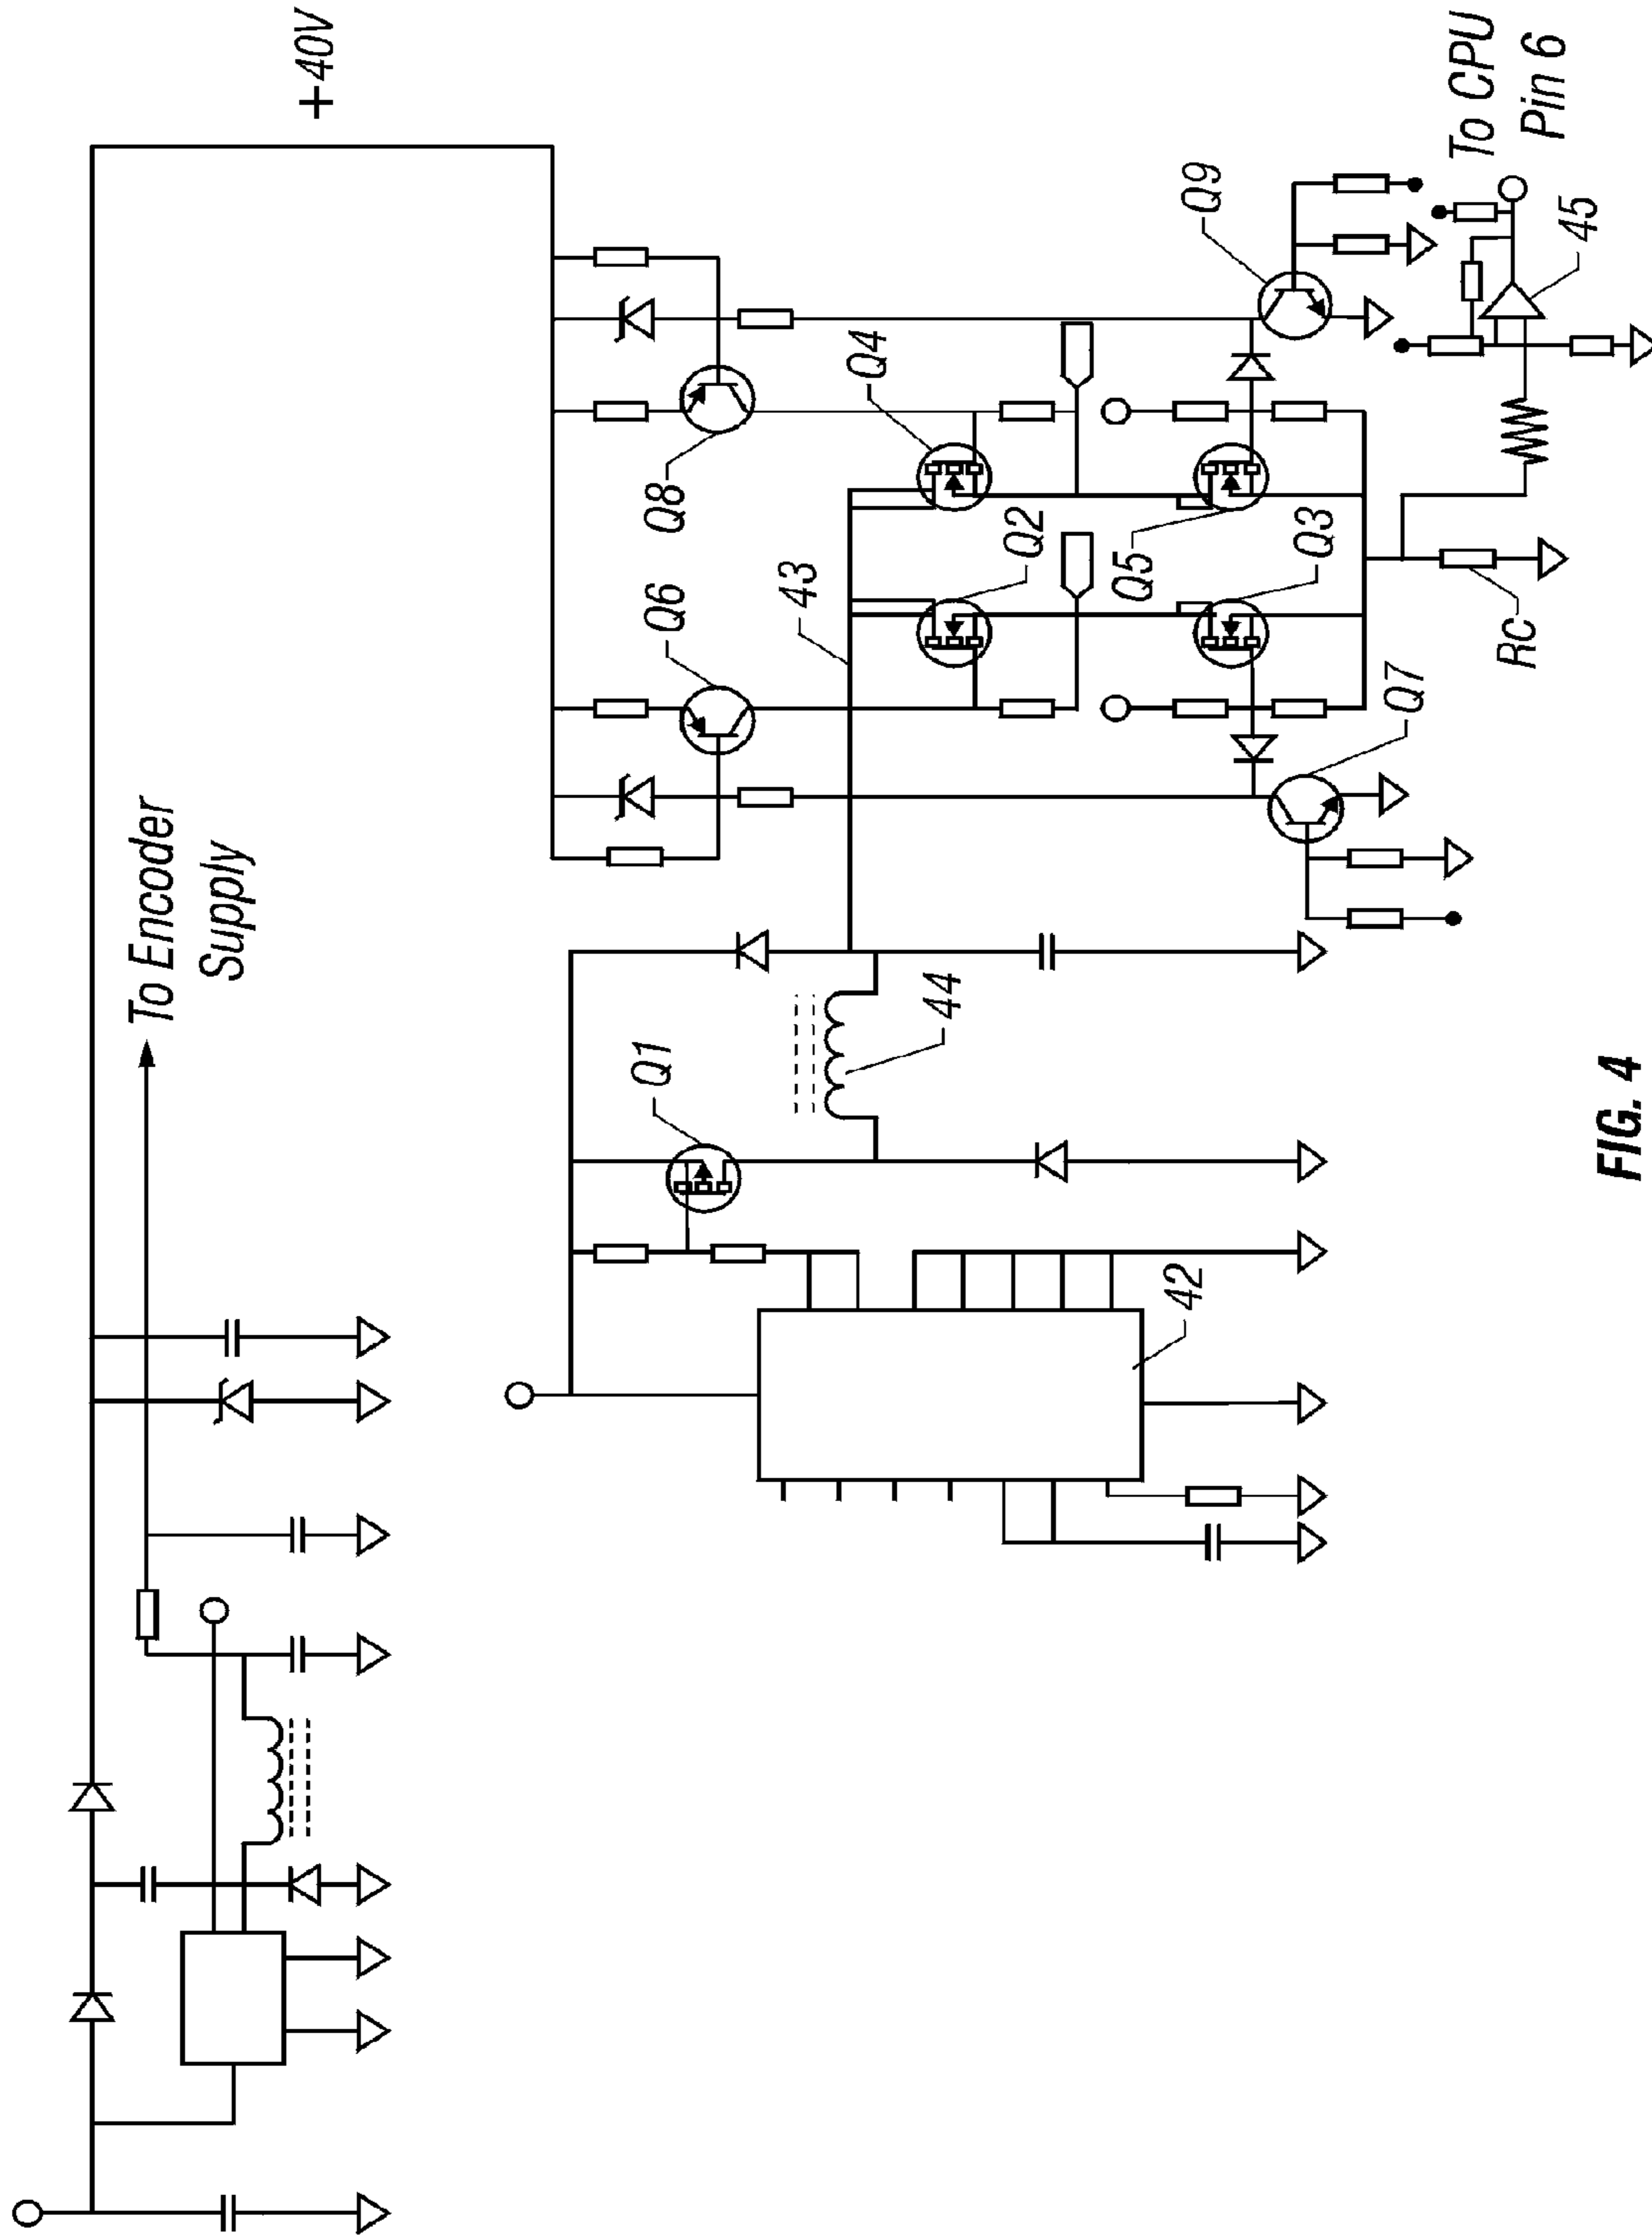 +40V
To Encoder
Supply
Q8
Q4
Q9
Q6
43
Q2
Q5
Q3
To CPU
Pin 6
45
Rc
Q7
Q1
44
42
FIG. 4